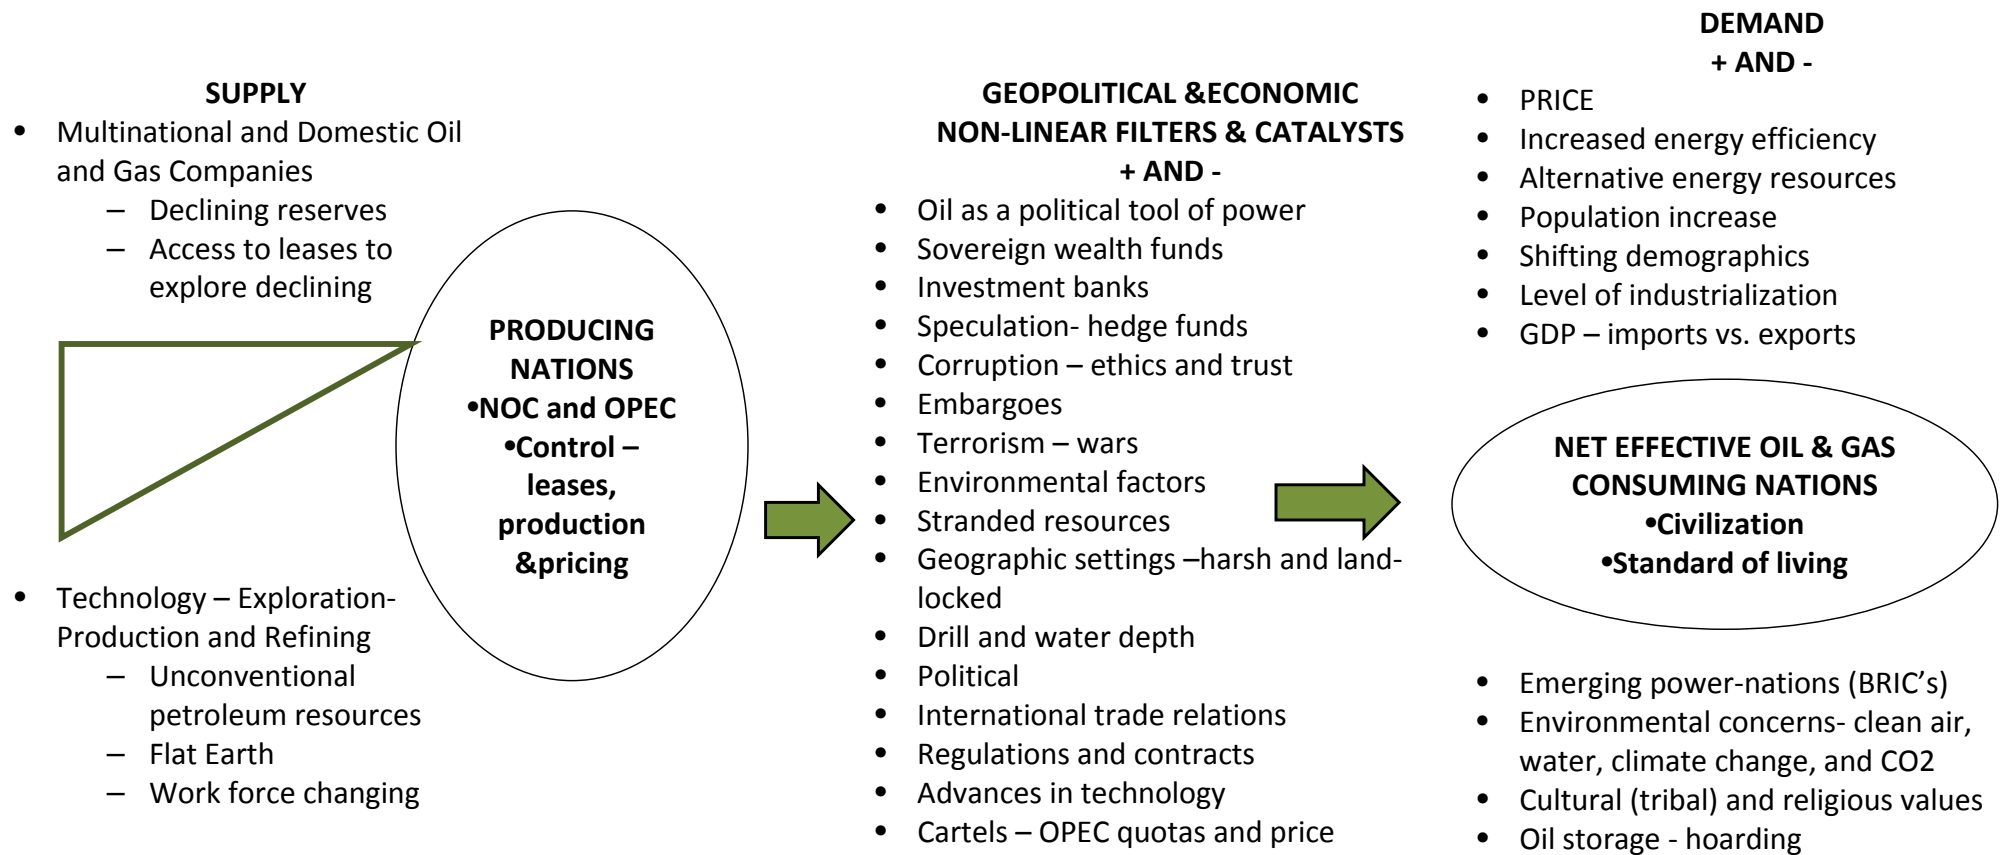 SUPPLY
• Multinational and Domestic Oil
and Gas Companies
– Declining reserves
– Access to leases to
explore declining
• Technology – Exploration-
Production and Refining
– Unconventional
petroleum resources
– Flat Earth
– Work force changing
PRODUCING
NATIONS
•NOC and OPEC
•Control –
leases,
production
&pricing
GEOPOLITICAL &ECONOMIC
NON-LINEAR FILTERS & CATALYSTS
+ AND -
• Oil as a political tool of power
• Sovereign wealth funds
• Investment banks
• Speculation- hedge funds
• Corruption – ethics and trust
• Embargoes
• Terrorism – wars
• Environmental factors
• Stranded resources
• Geographic settings –harsh and land-
locked
• Drill and water depth
• Political
• International trade relations
• Regulations and contracts
• Advances in technology
• Cartels – OPEC quotas and price
DEMAND
+ AND -
• PRICE
• Increased energy efficiency
• Alternative energy resources
• Population increase
• Shifting demographics
• Level of industrialization
• GDP – imports vs. exports
NET EFFECTIVE OIL & GAS
CONSUMING NATIONS
•Civilization
•Standard of living
• Emerging power-nations (BRIC’s)
• Environmental concerns- clean air,
water, climate change, and CO2
• Cultural (tribal) and religious values
• Oil storage - hoarding